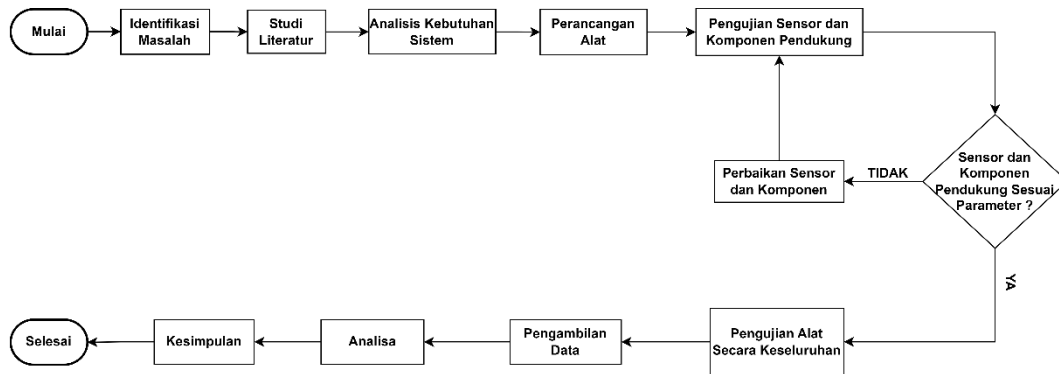 Mulai
Identifikasi
Masalah
Studi
Literatur
Analisis Kebutuhan
Sistem
Perancangan
Alat
Pengujian Sensor dan
Komponen Pendukung
Sensor dan
Komponen
Pendukung Sesuai
Parameter ?
TIDAK
Perbaikan Sensor
dan Komponen
YA
Pengujian Alat
Secara Keseluruhan
Pengambilan
Data
Analisa
Kesimpulan
Selesai